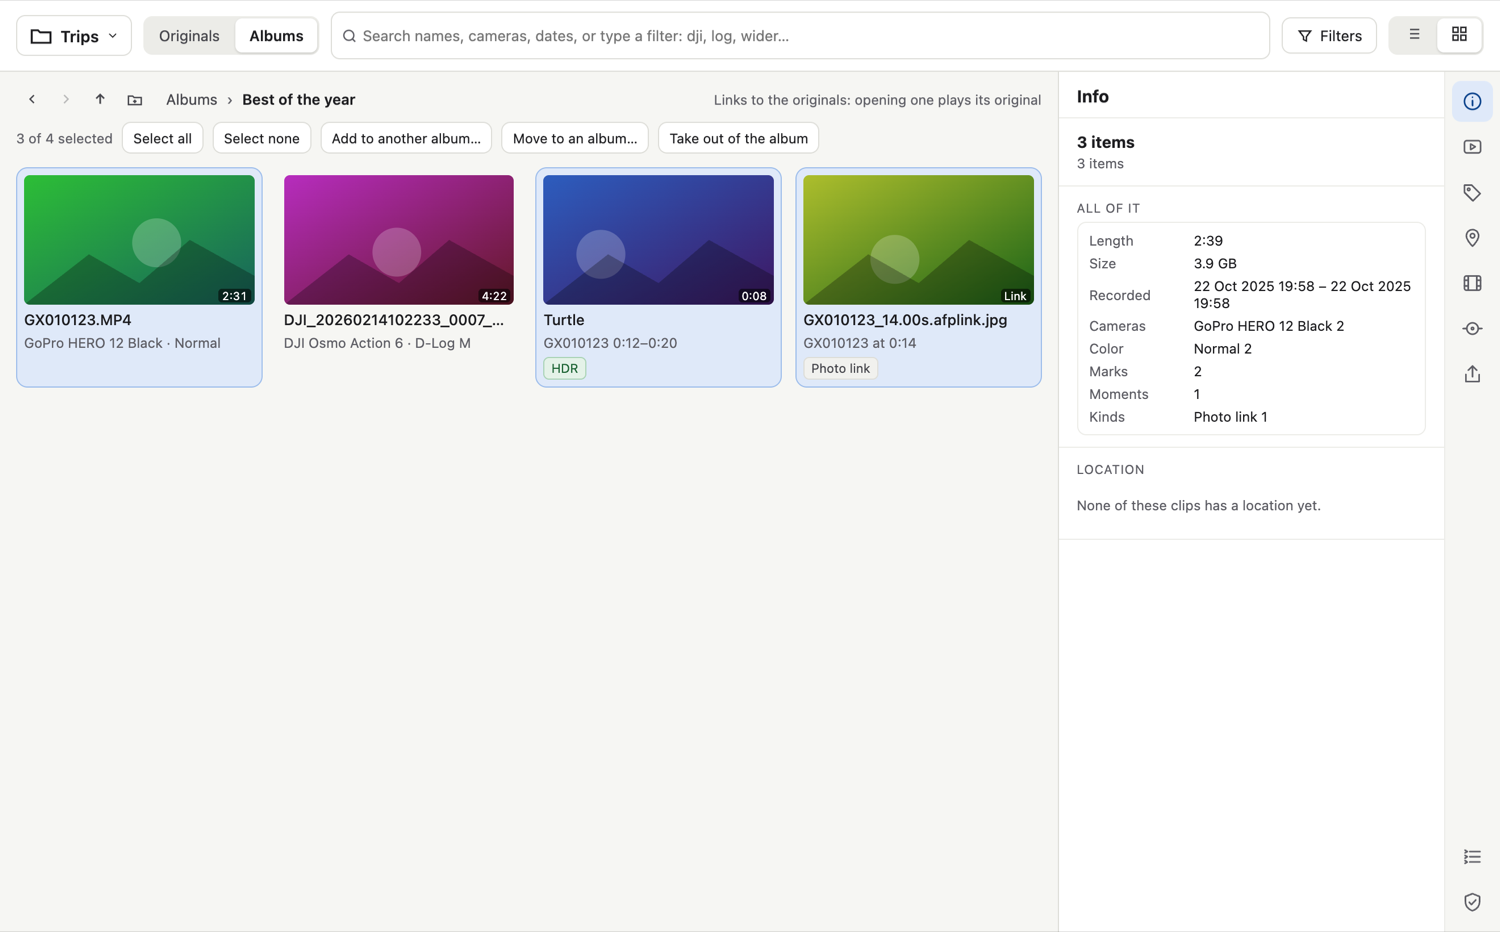 Trips
Originals
Albums
Search names, cameras, dates, or type a filter: dji, log, wider...
Filters
Albums › Best of the year
Links to the originals: opening one plays its original
3 of 4 selected
Select all
Select none
Add to another album...
Move to an album...
Take out of the album
2:31
GX010123.MP4
GoPro HERO 12 Black · Normal
4:22
DJI_20260214102233_0007_...
DJI Osmo Action 6 · D-Log M
0:08
Turtle
GX010123 0:12–0:20
HDR
Link
GX010123_14.00s.afplink.jpg
GX010123 at 0:14
Photo link
Info
3 items
3 items
ALL OF IT
Length 2:39
Size 3.9 GB
Recorded 22 Oct 2025 19:58 – 22 Oct 2025
19:58
Cameras GoPro HERO 12 Black 2
Color Normal 2
Marks 2
Moments 1
Kinds Photo link 1
LOCATION
None of these clips has a location yet.